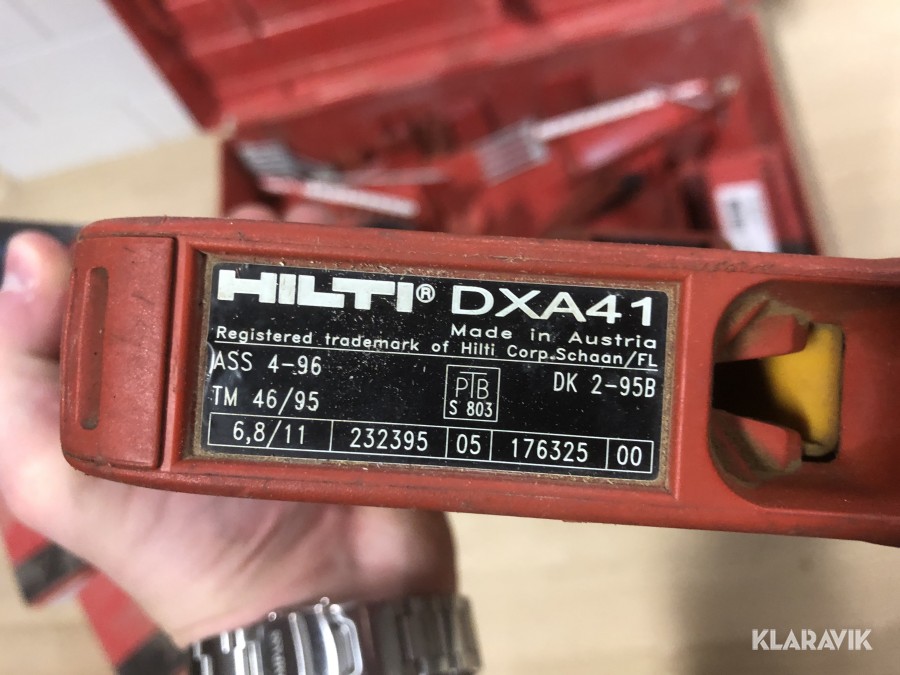 HILTI® DXA41
Made in Austria
Registered trademark of Hilti Corp.Schaan/FL
ASS 4-96
PTB
DK 2-95B
TM 46/95
S 803
6,8/11 232395 05 176325 00
KLARAVIK